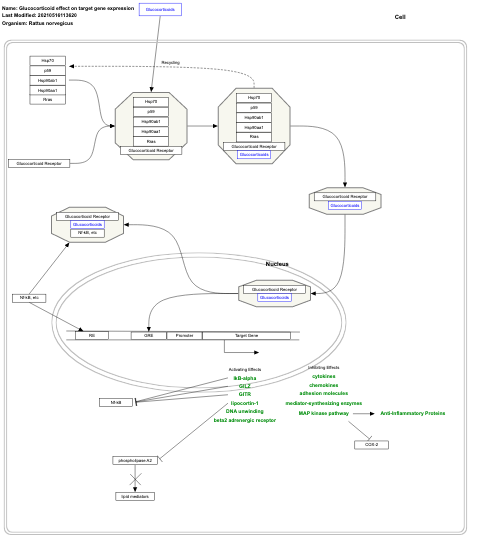 Name: Glucocorticoid effect on target gene expression
Last Modified: 20210519113620
Organism: Rattus norvegicus
Glucocorticoids
Cell
Recycling
Hsp70
p59
Hsp90ab1
Hsp90aa1
Rras
Glucocorticoid Receptor
Hsp70
p59
Hsp90ab1
Hsp90aa1
Rras
Glucocorticoid Receptor
Hsp70
p59
Hsp90ab1
Hsp90aa1
Rras
Glucocorticoid Receptor
Glucocorticoids
Glucocorticoid Receptor
Glucocorticoids
Glucocorticoid Receptor
Glucocorticoids
NFkB, etc
Nucleus
Glucocorticoid Receptor
Glucocorticoids
NFkB, etc
RE
GRE
Promoter
Target Gene
Activating Effects
IkB-alpha
GILZ
GITR
lipocortin-1
DNA unwinding
beta2 adrenergic receptor
Inhibiting Effects
cytokines
chemokines
adhesion molecules
mediator-synthesizing enzymes
MAP kinase pathway
Anti-Inflammatory Proteins
NFkB
COX-2
phospholipase A2
lipid mediators